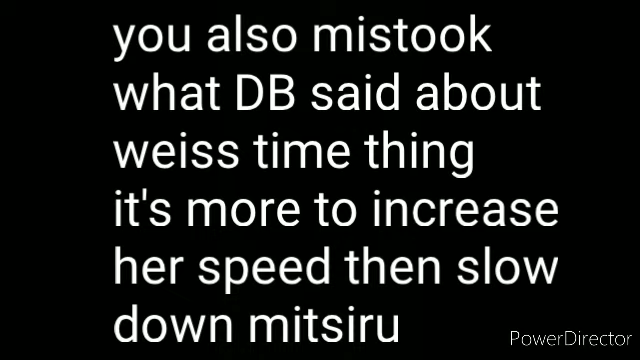 you also mistook
what DB said about
weiss time thing
it's more to increase
her speed then slow
down mitsiru
PowerDirector